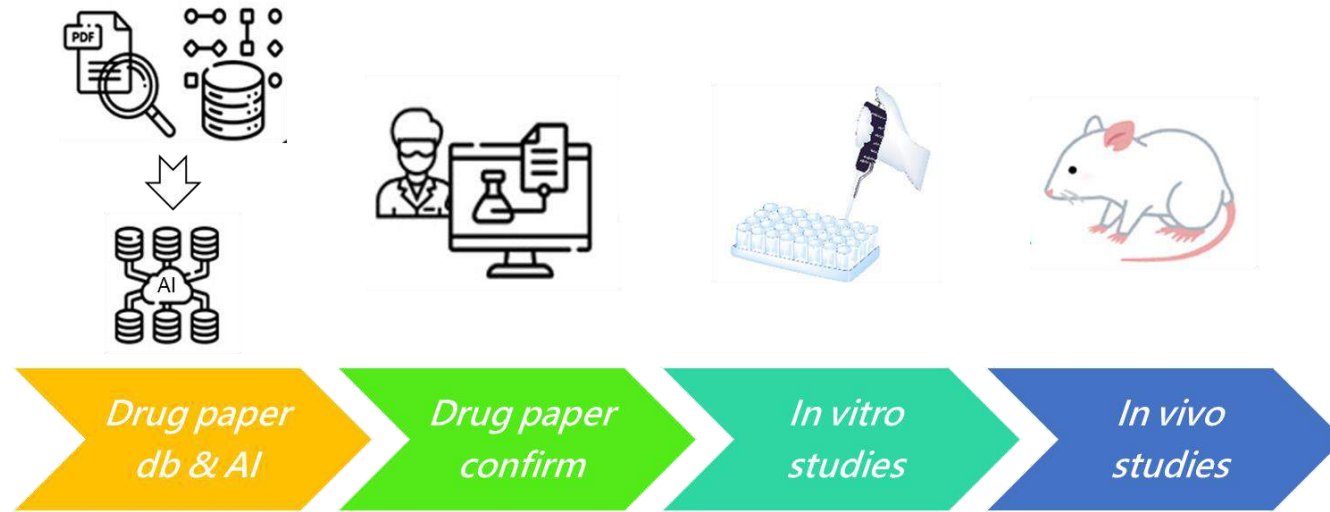 PDF
AI
Drug paper
db & AI
Drug paper
confirm
In vitro
studies
In vivo
studies